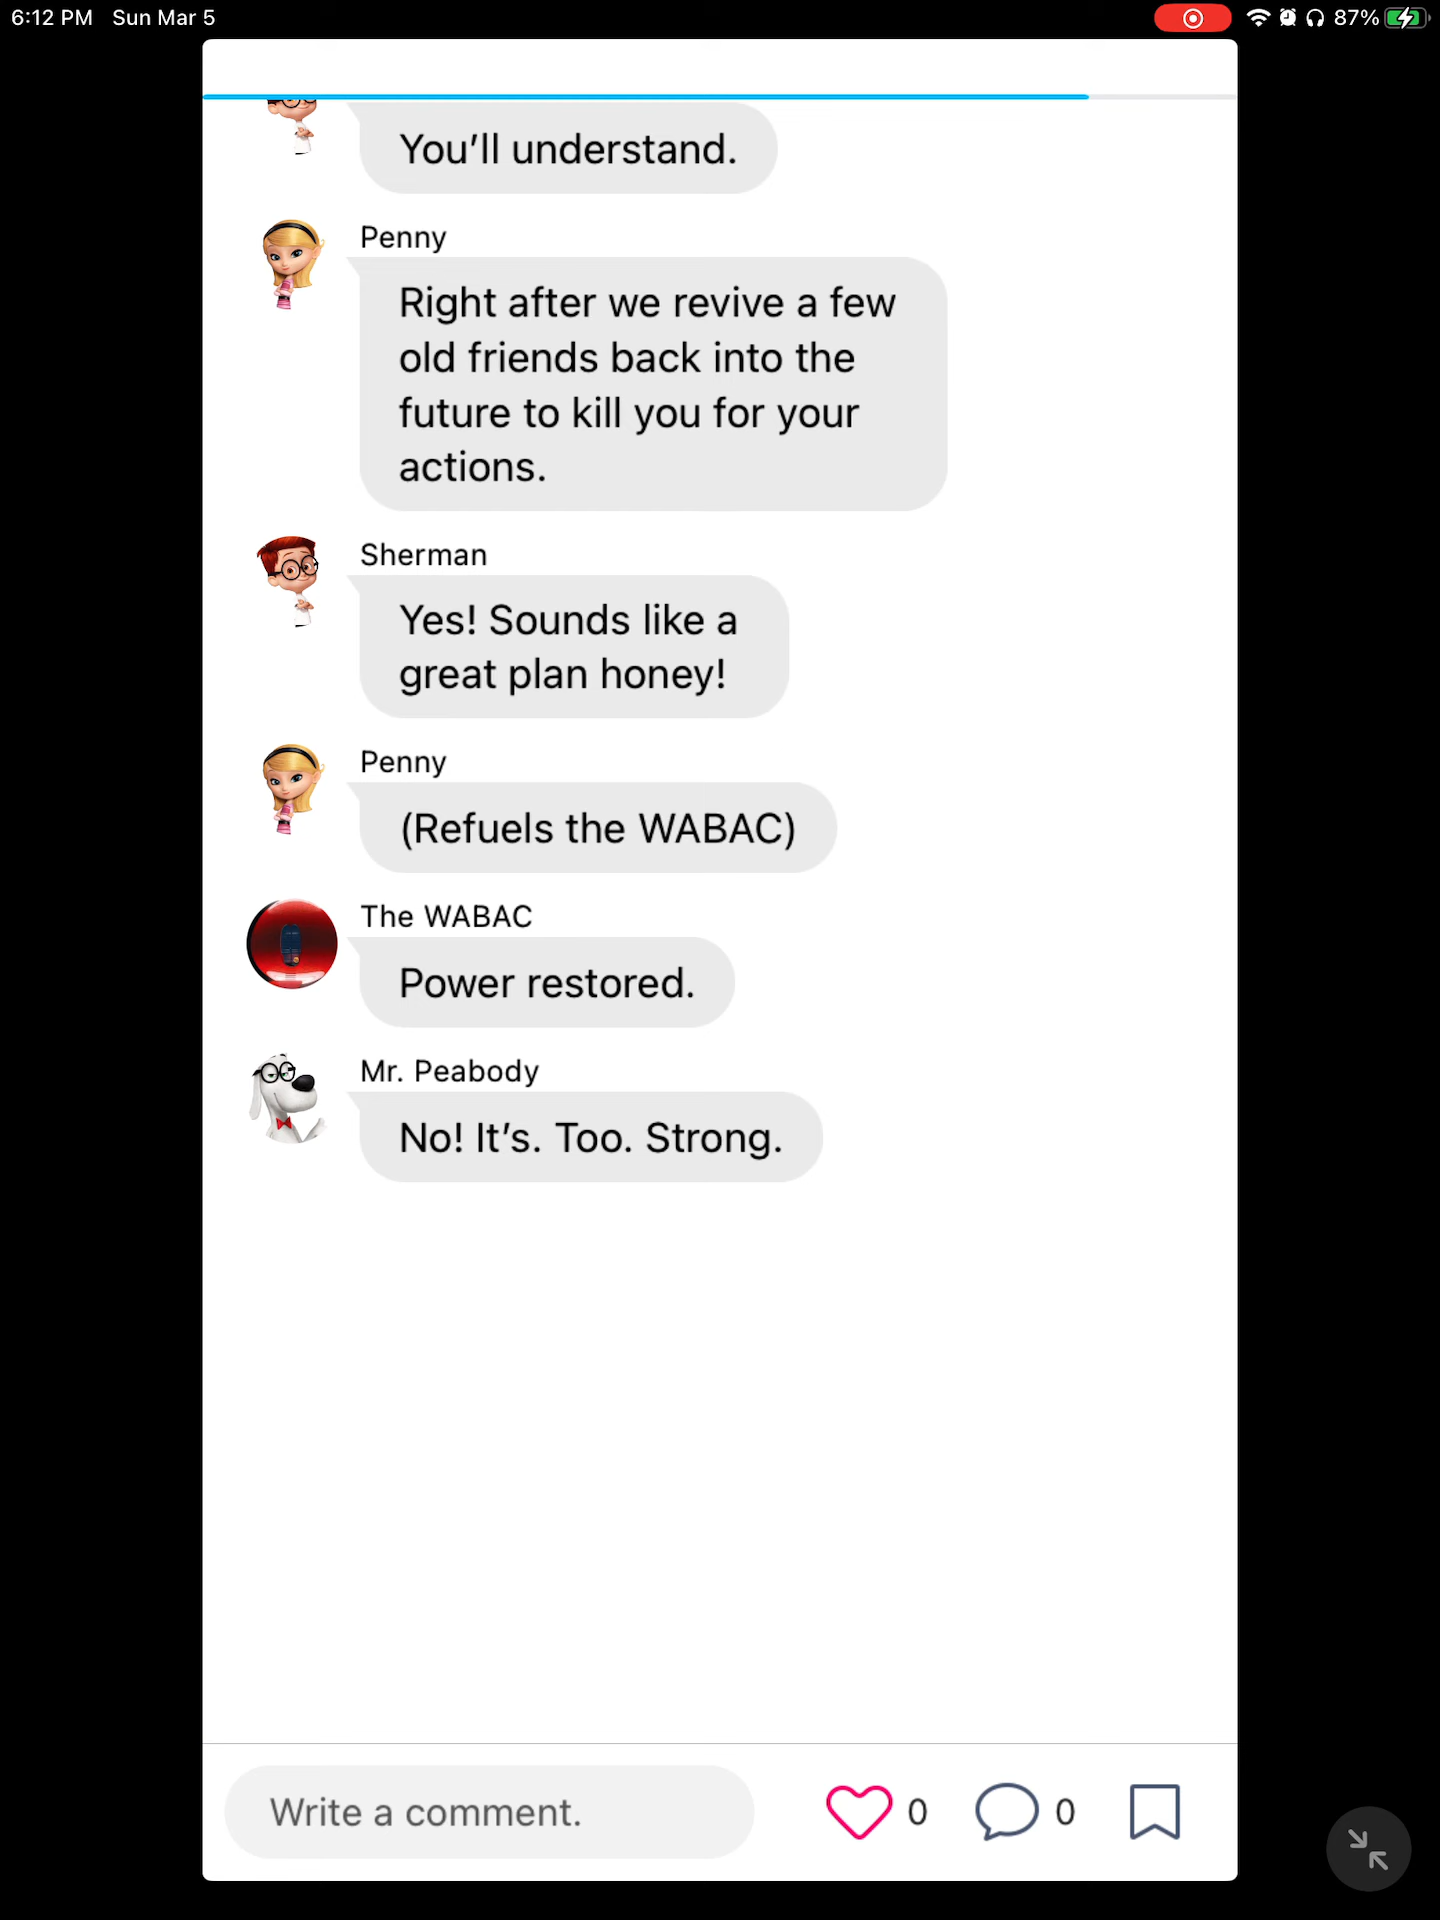 6:12 PM Sun Mar 5
87%
You’ll understand.
Penny
Right after we revive a few
old friends back into the
future to kill you for your
actions.
Sherman
Yes! Sounds like a
great plan honey!
Penny
(Refuels the WABAC)
The WABAC
Power restored.
Mr. Peabody
No! It’s. Too. Strong.
Write a comment.
0
0